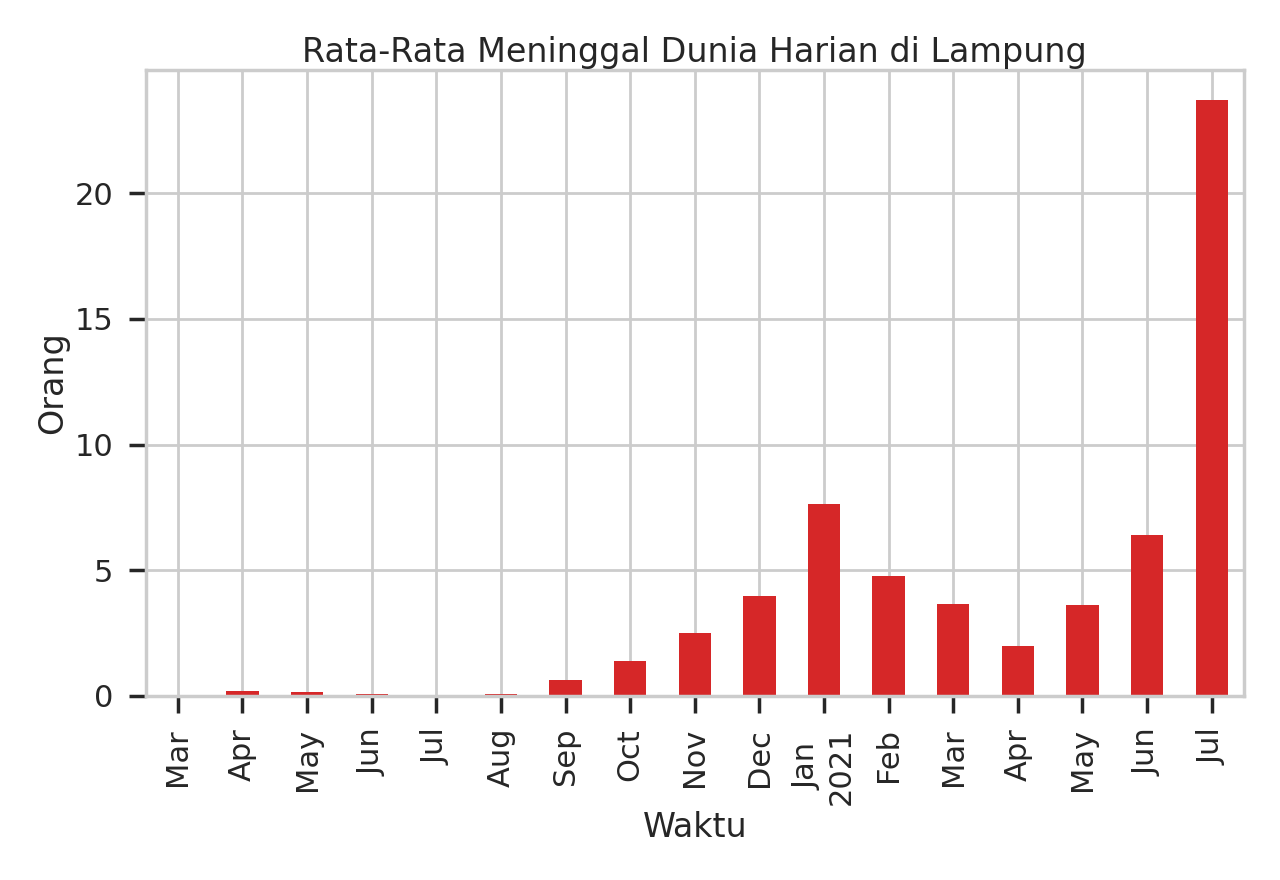 Rata-Rata Meninggal Dunia Harian di Lampung
Orang
20
15
10
5
0
Mar
Apr
May
Jun
Jul
Aug
Sep
Oct
Nov
Dec
Jan
2021
Feb
Mar
Apr
May
Jun
Jul
Waktu